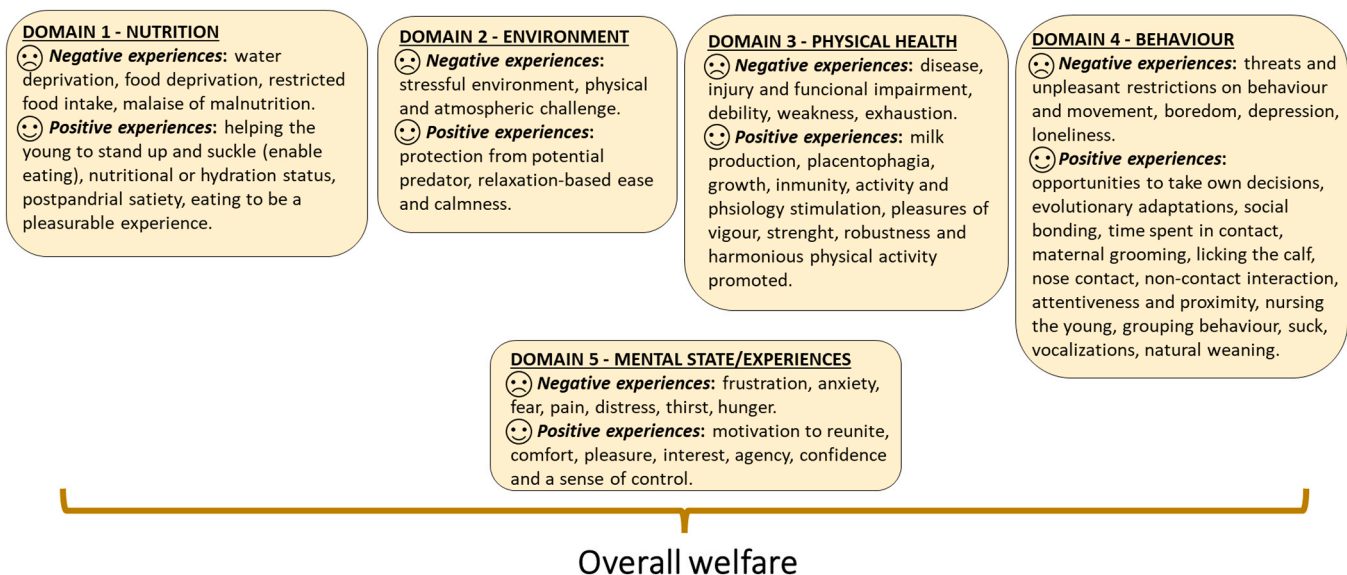 DOMAIN 1 - NUTRITION
Negative experiences: water
deprivation, food deprivation, restricted
food intake, malaise of malnutrition.
Positive experiences: helping the
young to stand up and suckle (enable
eating), nutritional or hydration status,
postpandrial satiety, eating to be a
pleasurable experience.
DOMAIN 2 - ENVIRONMENT
Negative experiences:
stressful environment, physical
and atmospheric challenge.
Positive experiences:
protection from potential
predator, relaxation-based ease
and calmness.
DOMAIN 3 - PHYSICAL HEALTH
Negative experiences: disease,
injury and funcional impairment,
debility, weakness, exhaustion.
Positive experiences: milk
production, placentophagia,
growth, inmunity, activity and
phsiology stimulation, pleasures of
vigour, strenght, robustness and
harmonious physical activity
promoted.
DOMAIN 4 - BEHAVIOUR
Negative experiences: threats and
unpleasant restrictions on behaviour
and movement, boredom, depression,
loneliness.
Positive experiences:
opportunities to take own decisions,
evolutionary adaptations, social
bonding, time spent in contact,
maternal grooming, licking the calf,
nose contact, non-contact interaction,
attentiveness and proximity, nursing
the young, grouping behaviour, suck,
vocalizations, natural weaning.
DOMAIN 5 - MENTAL STATE/EXPERIENCES
Negative experiences: frustration, anxiety,
fear, pain, distress, thirst, hunger.
Positive experiences: motivation to reunite,
comfort, pleasure, interest, agency, confidence
and a sense of control.
Overall welfare